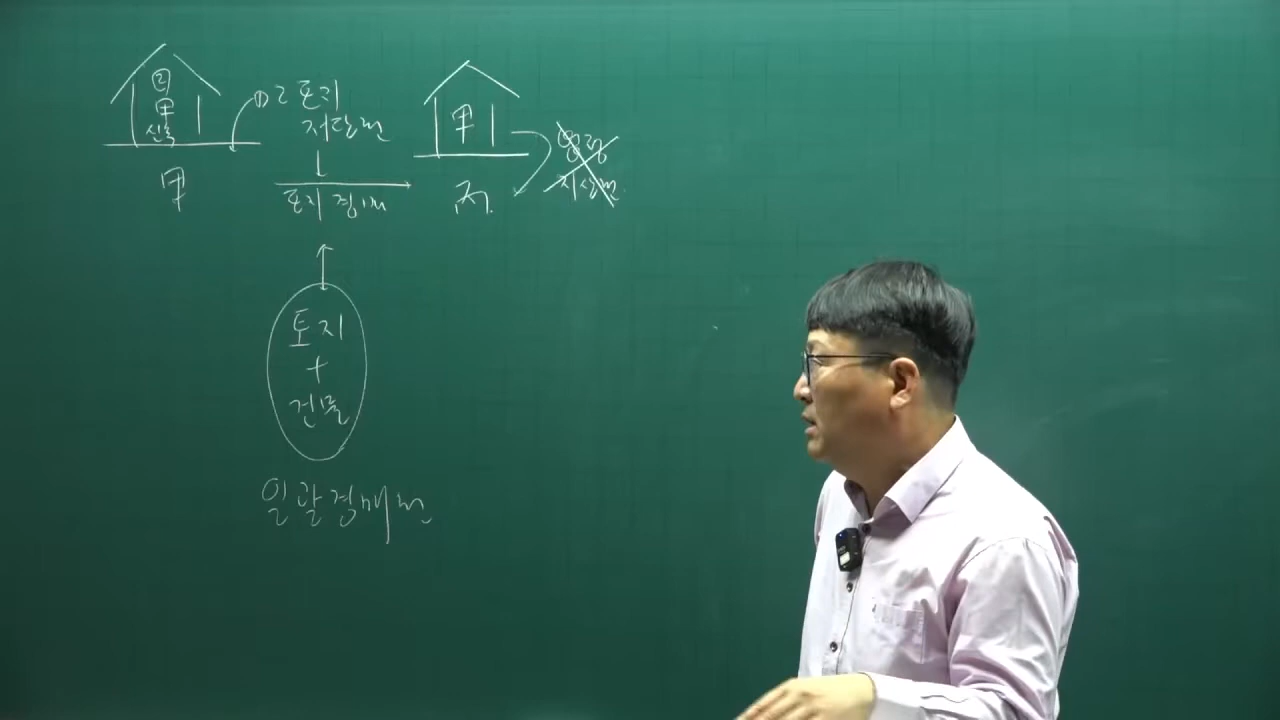 ②
甲
신축
甲
① 乙 토지
저당권
토지 경매
甲
丙
법정
지상권
토지
+
건물
일괄경매권